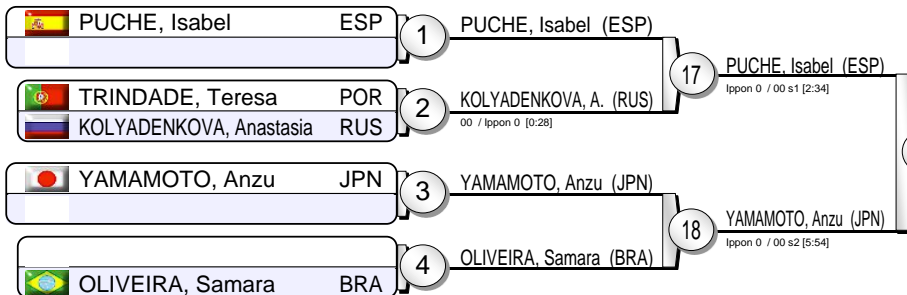 PUCHE, Isabel ESP
1
PUCHE, Isabel (ESP)
17
PUCHE, Isabel (ESP)
Ippon 0 / 00 s1 [2:34]
TRINDADE, Teresa POR
KOLYADENKOVA, Anastasia RUS
2
KOLYADENKOVA, A. (RUS)
00 / Ippon 0 [0:28]
YAMAMOTO, Anzu JPN
3
YAMAMOTO, Anzu (JPN)
18
YAMAMOTO, Anzu (JPN)
Ippon 0 / 00 s2 [5:54]
OLIVEIRA, Samara BRA
4
OLIVEIRA, Samara (BRA)